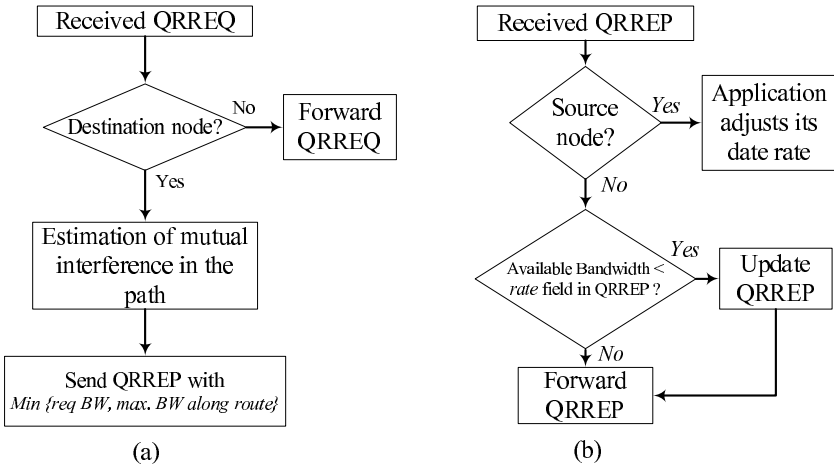 Received QRREQ
Destination node?
No
Forward
QRREQ
Yes
Estimation of mutual
interference in the
path
Send QRREP with
Min {req BW, max. BW along route}
(a)
Received QRREP
Source
node?
Yes
Application
adjusts its
date rate
No
Available Bandwidth <
rate field in QRREP ?
Yes
Update
QRREP
No
Forward
QRREP
(b)